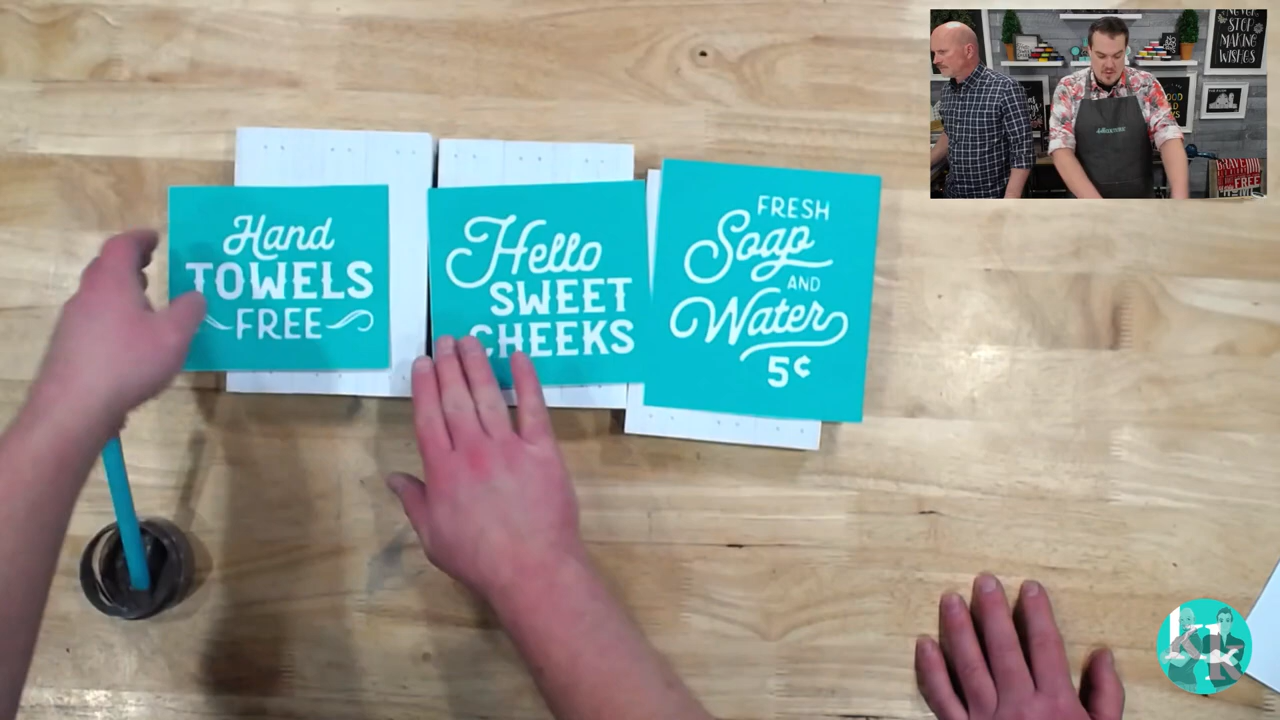 Hand
TOWELS
FREE
Hello
SWEET
CHEEKS
FRESH
Soap
AND
Water
5¢
NEVER
STOP
MAKING
WISHES